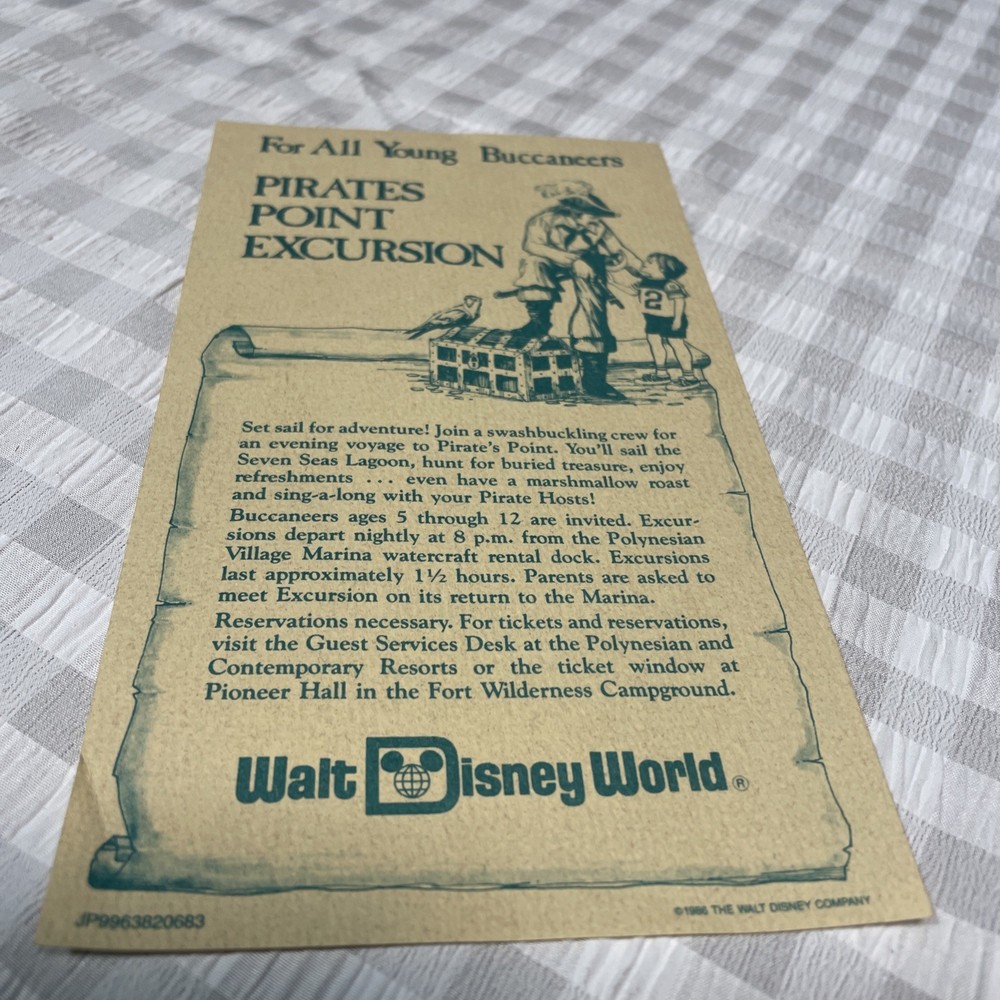 For All Young Buccaneers
PIRATES
POINT
EXCURSION
2
Set sail for adventure! Join a swashbuckling crew for
an evening voyage to Pirate's Point. You'll sail the
Seven Seas Lagoon, hunt for buried treasure, enjoy
refreshments . . . even have a marshmallow roast
and sing-a-long with your Pirate Hosts!
Buccaneers ages 5 through 12 are invited. Excur-
sions depart nightly at 8 p.m. from the Polynesian
Village Marina watercraft rental dock. Excursions
last approximately 1½ hours. Parents are asked to
meet Excursion on its return to the Marina.
Reservations necessary. For tickets and reservations,
visit the Guest Services Desk at the Polynesian and
Contemporary Resorts or the ticket window at
Pioneer Hall in the Fort Wilderness Campground.
Walt Disney World ®
JP9963820683
©1986 THE WALT DISNEY COMPANY